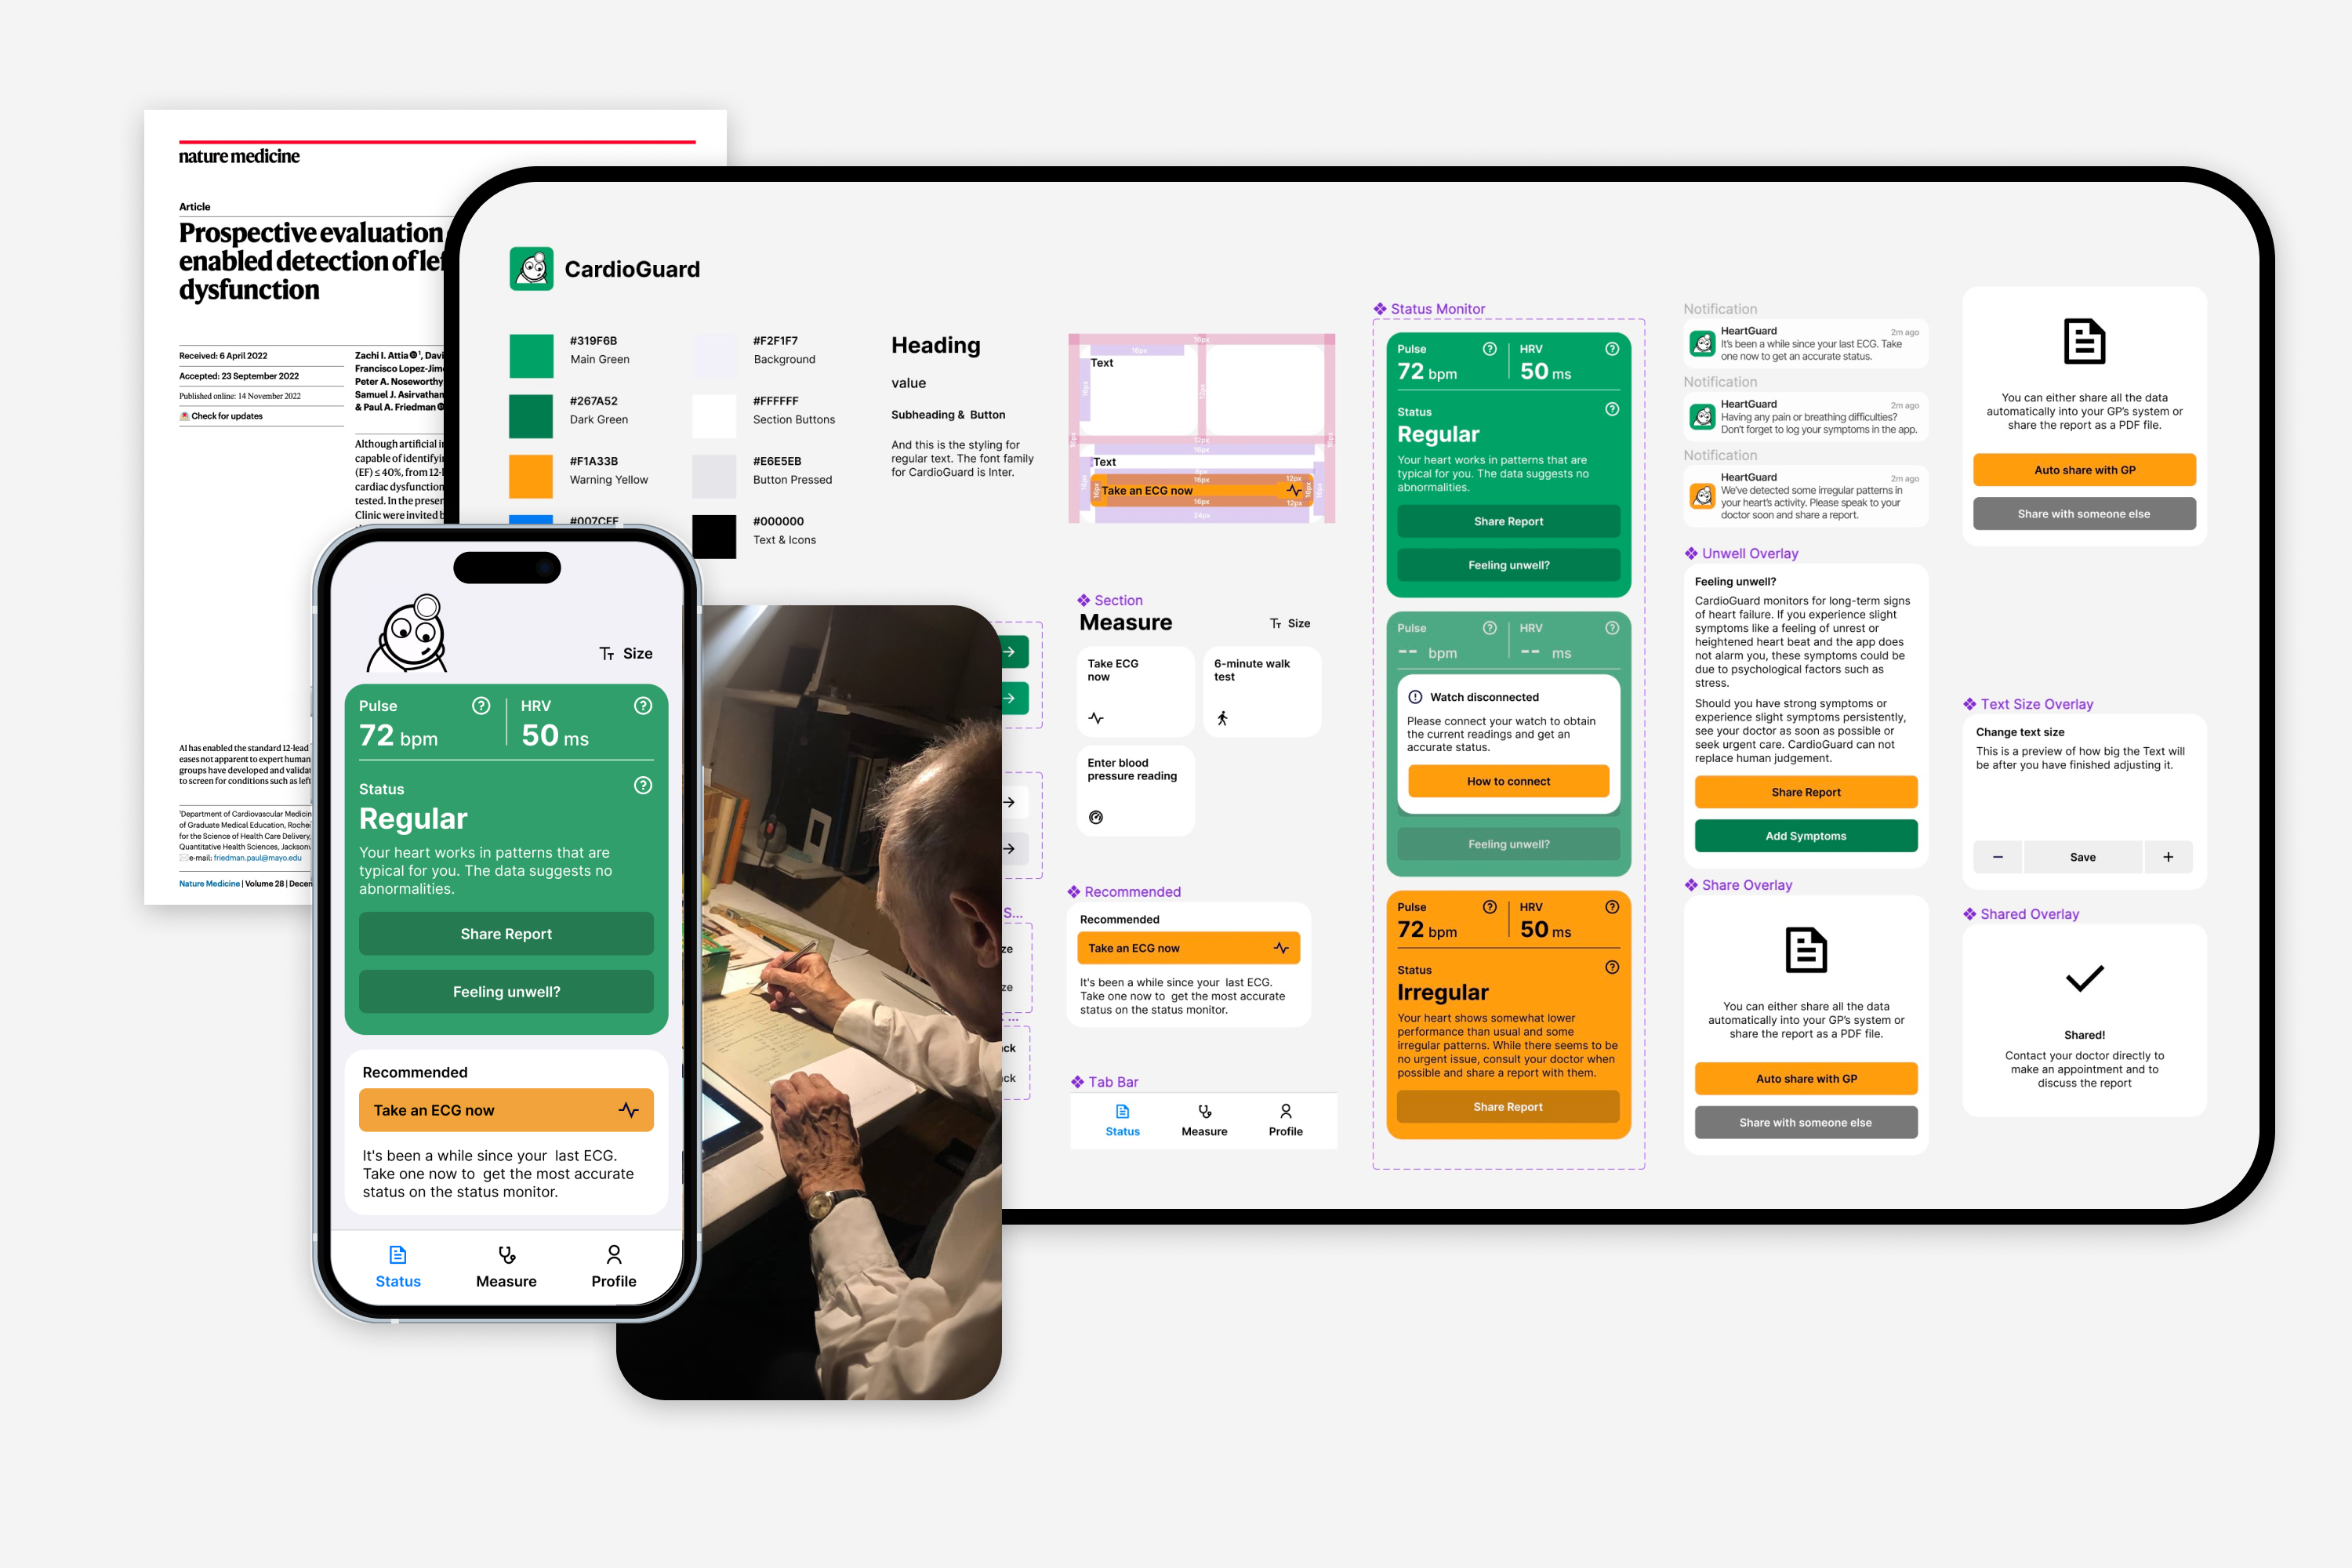 nature medicine
Article
Prospective evaluation
enabled detection of
dysfunction
Received: 6 April 2022
Accepted: 23 September 2022
Published online: 14 November 2022
Check for updates
Zachi I. Attia
Francisco
Peter A. Noseworthy
Samuel J.
& Paul A. Friedman
Although artificial
capable of
(EF) ≤ 40%, from 12-
cardiac dysfunction
tested. In the
Clinic were invited
AI has enabled the standard 12-lead
eases not apparent to expert human
groups have developed and
to screen for conditions such as
¹Department of Cardiovascular
of Graduate Medical Education,
for the Science of Health Care Delivery,
Quantitative Health Sciences,
e-mail: friedman.paul@mayo.edu
Nature Medicine | Volume 28 |
CardioGuard
#319F6B
Main Green
#267A52
Dark Green
#F1A33B
Warning Yellow
#007CFF
#F2F1F7
Background
#FFFFFF
Section Buttons
#E6E5EB
Button Pressed
#000000
Text & Icons
Heading
value
Subheading & Button
And this is the styling for
regular text. The font family
for CardioGuard is Inter.
16px
16px
Text
16px
12px
16px
16px
12px
16px
Text
16px
8px
16px
12px
16px
Take an ECG now
16px
16px
16px
12px
24px
Section
Measure
Size
Take ECG
now
6-minute walk
test
Enter blood
pressure reading
Recommended
Recommended
Take an ECG now
It's been a while since your last ECG.
Take one now to get the most accurate
status on the status monitor.
Tab Bar
Status
Measure
Profile
S...
ze
ze
...
ck
ck
Status Monitor
Pulse
72 bpm
HRV
50 ms
Status
Regular
Your heart works in patterns that are
typical for you. The data suggests no
abnormalities.
Share Report
Feeling unwell?
Pulse
-- bpm
HRV
-- ms
Watch disconnected
Please connect your watch to obtain
the current readings and get an
accurate status.
How to connect
Feeling unwell?
Pulse
72 bpm
HRV
50 ms
Status
Irregular
Your heart shows somewhat lower
performance than usual and some
irregular patterns. While there seems to be
no urgent issue, consult your doctor when
possible and share a report with them.
Share Report
Notification
HeartGuard
2m ago
It's been a while since your last ECG. Take
one now to get an accurate status.
Notification
HeartGuard
2m ago
Having any pain or breathing difficulties?
Don't forget to log your symptoms in the app.
Notification
HeartGuard
2m ago
We've detected some irregular patterns in
your heart's activity. Please speak to your
doctor soon and share a report.
Unwell Overlay
Feeling unwell?
CardioGuard monitors for long-term signs
of heart failure. If you experience slight
symptoms like a feeling of unrest or
heightened heart beat and the app does
not alarm you, these symptoms could be
due to psychological factors such as
stress.
Should you have strong symptoms or
experience slight symptoms persistently,
see your doctor as soon as possible or
seek urgent care. CardioGuard can not
replace human judgement.
Share Report
Add Symptoms
Share Overlay
You can either share all the data
automatically into your GP's system or
share the report as a PDF file.
Auto share with GP
Share with someone else
You can either share all the data
automatically into your GP's system or
share the report as a PDF file.
Auto share with GP
Share with someone else
Text Size Overlay
Change text size
This is a preview of how big the Text will
be after you have finished adjusting it.
−
Save
+
Shared Overlay
Shared!
Contact your doctor directly to
make an appointment and to
discuss the report
Size
Pulse
72 bpm
HRV
50 ms
Status
Regular
Your heart works in patterns that are
typical for you. The data suggests no
abnormalities.
Share Report
Feeling unwell?
Recommended
Take an ECG now
It's been a while since your last ECG.
Take one now to get the most accurate
status on the status monitor.
Status
Measure
Profile